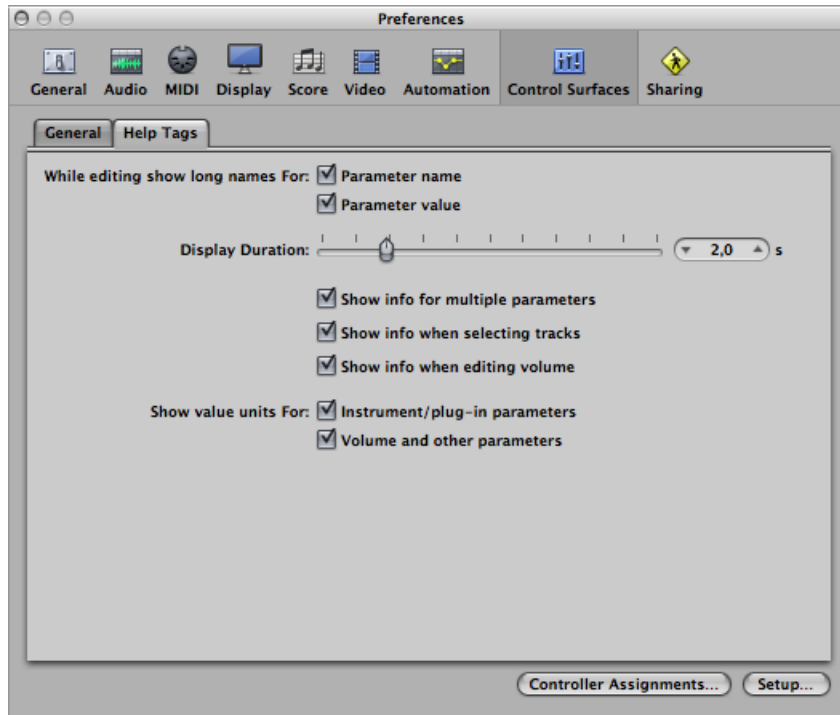 Preferences
General Audio MIDI Display Score Video Automation Control Surfaces Sharing
General Help Tags
While editing show long names For: Parameter name
Parameter value
Display Duration: 2,0 s
Show info for multiple parameters
Show info when selecting tracks
Show info when editing volume
Show value units For: Instrument/plug-in parameters
Volume and other parameters
Controller Assignments... Setup...